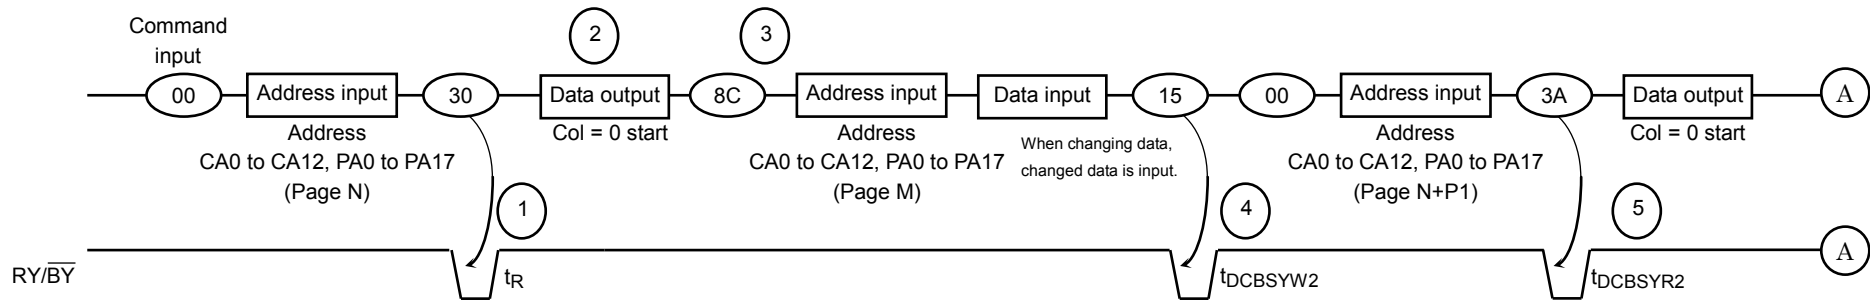 Command
input
2
3
00
Address input
30
Data output
8C
Address input
Data input
15
00
Address input
3A
Data output
A
Address
CA0 to CA12, PA0 to PA17
(Page N)
Col = 0 start
Address
CA0 to CA12, PA0 to PA17
(Page M)
When changing data,
changed data is input.
Address
CA0 to CA12, PA0 to PA17
(Page N+P1)
Col = 0 start
1
4
5
RY/BY
tR
tDCBSYW2
tDCBSYR2
A